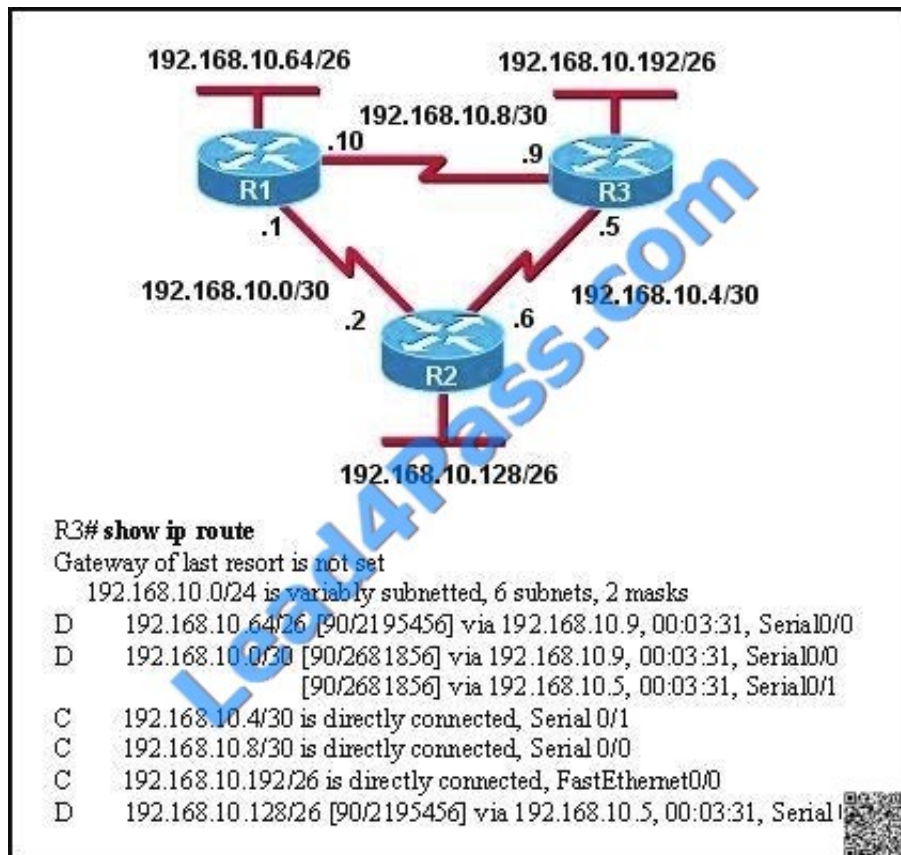 192.168.10.64/26
192.168.10.192/26
192.168.10.8/30
.10
.9
R1
R3
.1
.5
192.168.10.0/30
192.168.10.4/30
.2
.6
R2
192.168.10.128/26
Lead4Pass.com
R3# show ip route
Gateway of last resort is not set
192.168.10.0/24 is variably subnetted, 6 subnets, 2 masks
D 192.168.10.64/26 [90/2195456] via 192.168.10.9, 00:03:31, Serial0/0
D 192.168.10.0/30 [90/2681856] via 192.168.10.9, 00:03:31, Serial0/0
[90/2681856] via 192.168.10.5, 00:03:31, Serial0/1
C 192.168.10.4/30 is directly connected, Serial 0/1
C 192.168.10.8/30 is directly connected, Serial 0/0
C 192.168.10.192/26 is directly connected, FastEthernet0/0
D 192.168.10.128/26 [90/2195456] via 192.168.10.5, 00:03:31, Serial